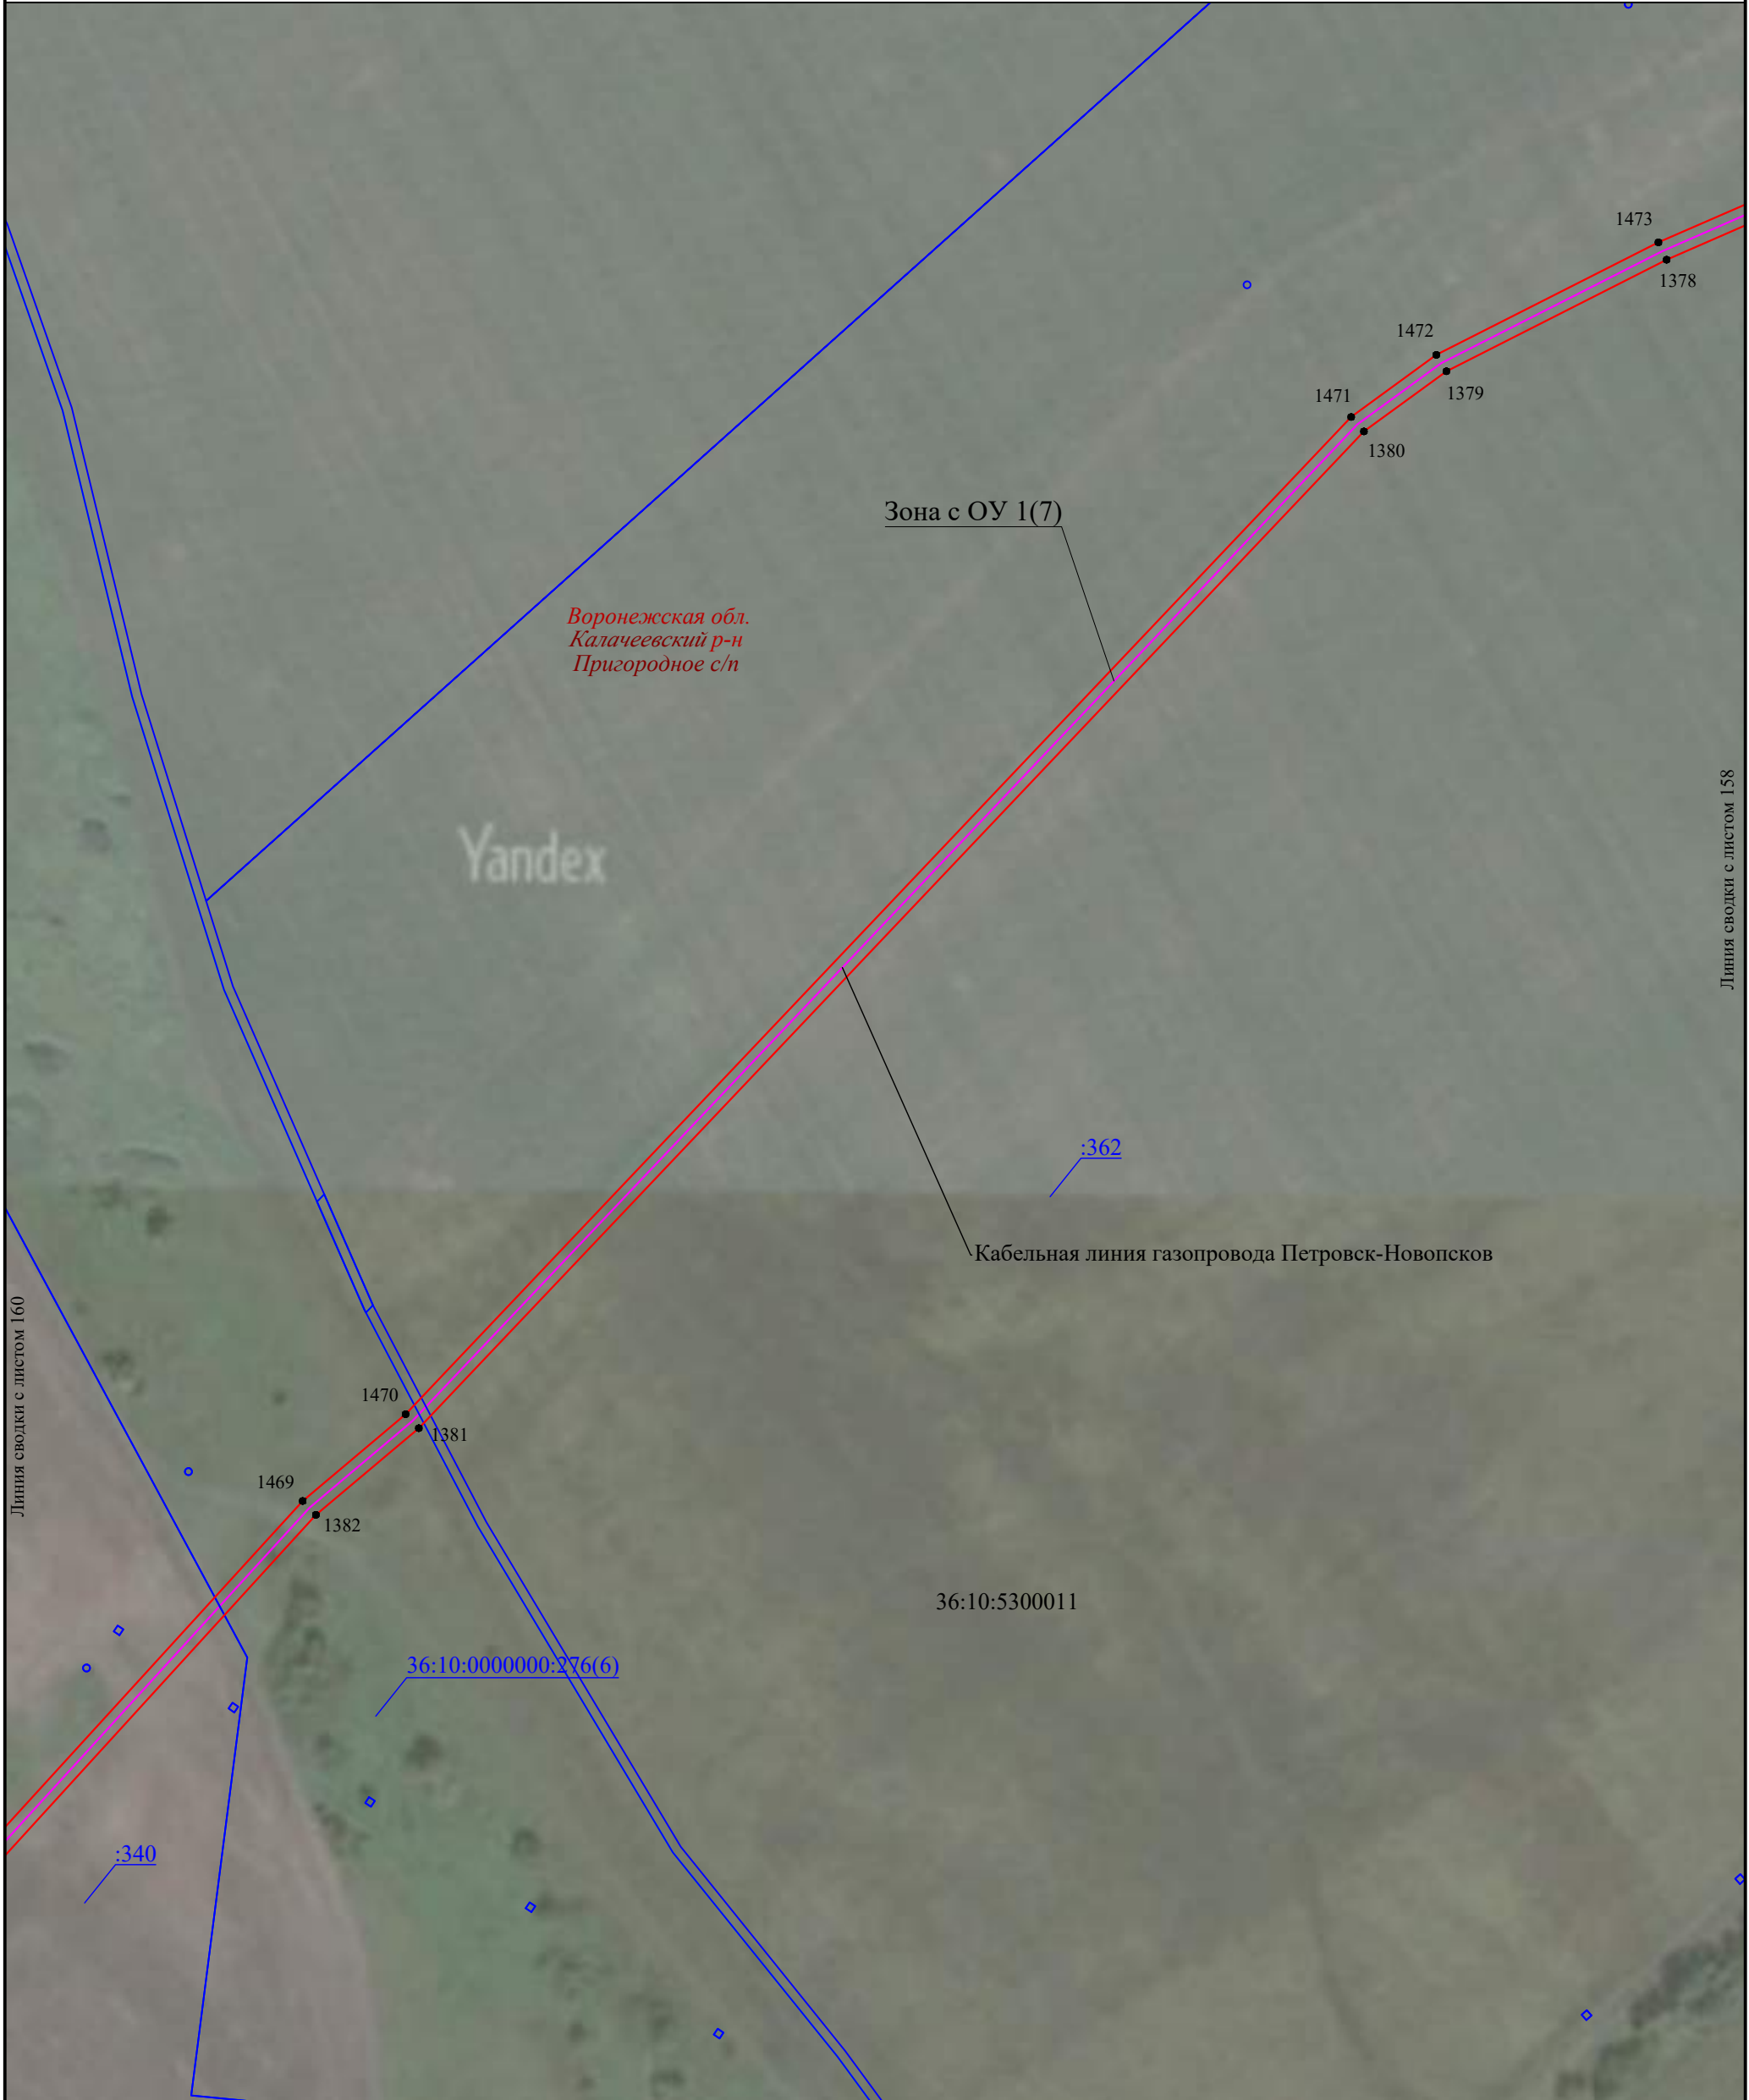 1473
1378
1472
1379
1471
1380
Зона с ОУ 1(7)
Воронежская обл.
Калачеевский р-н
Пригородное с/п
Линия сводки с листом 158
Yandex
:362
Кабельная линия газопровода Петровск-Новопсков
Линия сводки с листом 160
1470
1381
1469
1382
36:10:5300011
36:10:0000000:276(6)
:340